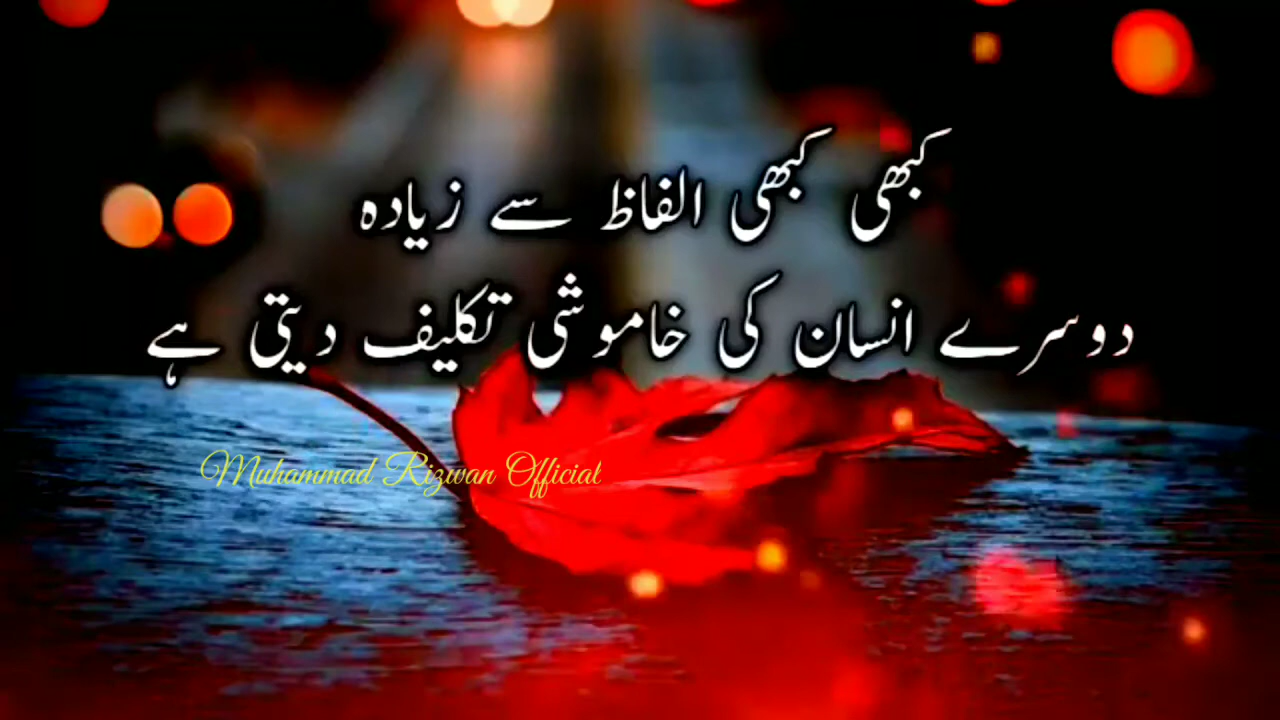 کبھی کبھی الفاظ سے زیادہ
دوسرے انسان کی خاموشی تکلیف دیتی ہے
Muhammad Rizwan Official